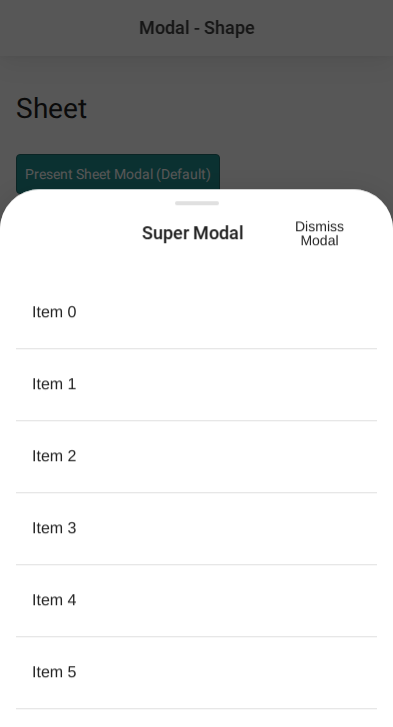 Modal - Shape
Sheet
Present Sheet Modal (Default)
Super Modal
Dismiss
Modal
Item 0
Item 1
Item 2
Item 3
Item 4
Item 5